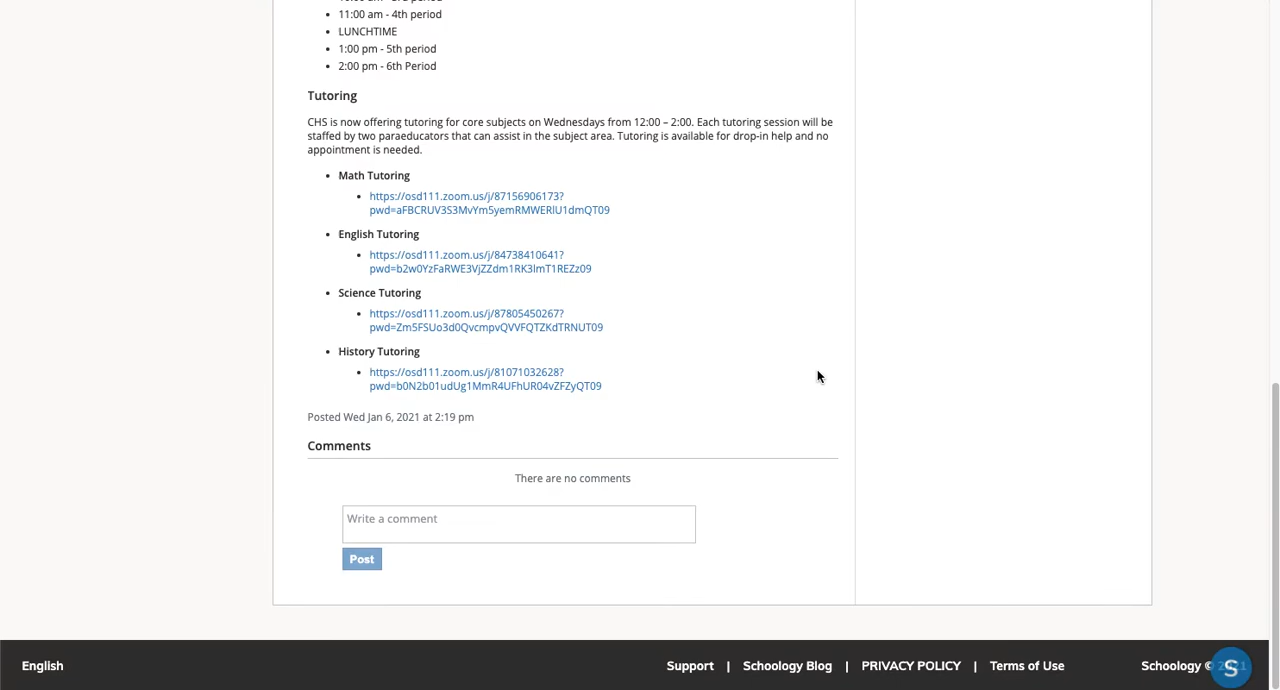 11:00 am - 4th period
LUNCHTIME
1:00 pm - 5th period
2:00 pm - 6th Period
Tutoring
CHS is now offering tutoring for core subjects on Wednesdays from 12:00 – 2:00. Each tutoring session will be
staffed by two paraeducators that can assist in the subject area. Tutoring is available for drop-in help and no
appointment is needed.
Math Tutoring
https://osd111.zoom.us/j/87156906173?
pwd=aFBCRUV3S3MvYm5yemRMWERlU1dmQT09
English Tutoring
https://osd111.zoom.us/j/84738410641?
pwd=b2w0YzFaRWE3VjZZdm1RK3lmT1REZz09
Science Tutoring
https://osd111.zoom.us/j/87805450267?
pwd=Zm5FSUo3d0QvcmpvQVVFQTZKdTRNUT09
History Tutoring
https://osd111.zoom.us/j/81071032628?
pwd=b0N2b01udUg1MmR4UFhUR04vZFZyQT09
Posted Wed Jan 6, 2021 at 2:19 pm
Comments
There are no comments
Write a comment
Post
English
Support | Schoology Blog | PRIVACY POLICY | Terms of Use
Schoology ©
S